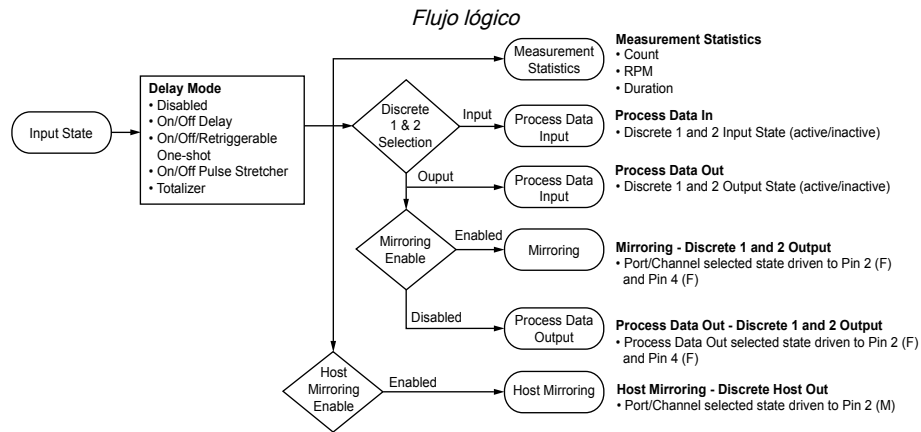 Flujo lógico
Input State
Delay Mode
• Disabled
• On/Off Delay
• On/Off/Retriggerable
One-shot
• On/Off Pulse Stretcher
• Totalizer
Measurement
Statistics
Measurement Statistics
• Count
• RPM
• Duration
Discrete
1 & 2
Selection
Input
Process Data
Input
Process Data In
• Discrete 1 and 2 Input State (active/inactive)
Ouput
Process Data
Input
Process Data Out
• Discrete 1 and 2 Output State (active/inactive)
Mirroring
Enable
Enabled
Mirroring
Mirroring - Discrete 1 and 2 Output
• Port/Channel selected state driven to Pin 2 (F)
and Pin 4 (F)
Disabled
Process Data
Output
Process Data Out - Discrete 1 and 2 Output
• Process Data Out selected state driven to Pin 2 (F)
and Pin 4 (F)
Host
Mirroring
Enable
Enabled
Host Mirroring
Host Mirroring - Discrete Host Out
• Port/Channel selected state driven to Pin 2 (M)